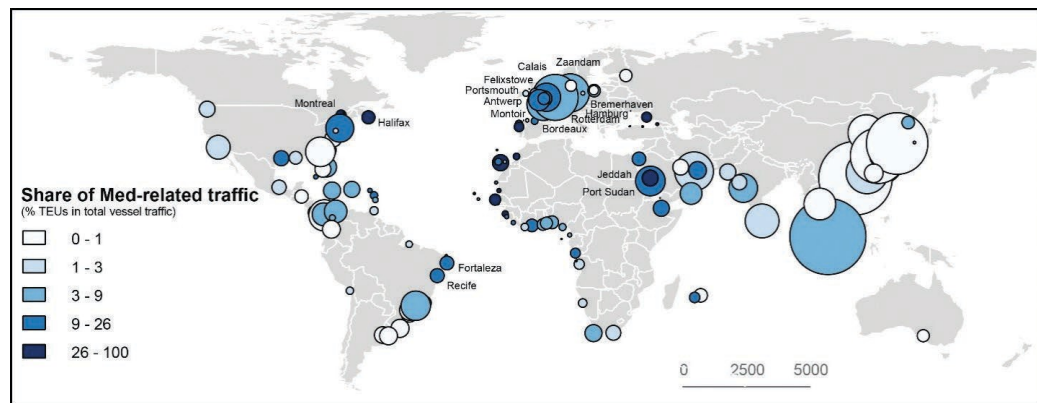 Calais
Zaandam
Felixstowe
Portsmouth
Antwerp
Montoir
Bremerhaven
Hamburg
Rotterdam
Bordeaux
Montreal
Halifax
Jeddah
Port Sudan
Fortaleza
Recife
Share of Med-related traffic
(% TEUs in total vessel traffic)
0 - 1
1 - 3
3 - 9
9 - 26
26 - 100
0 2500 5000